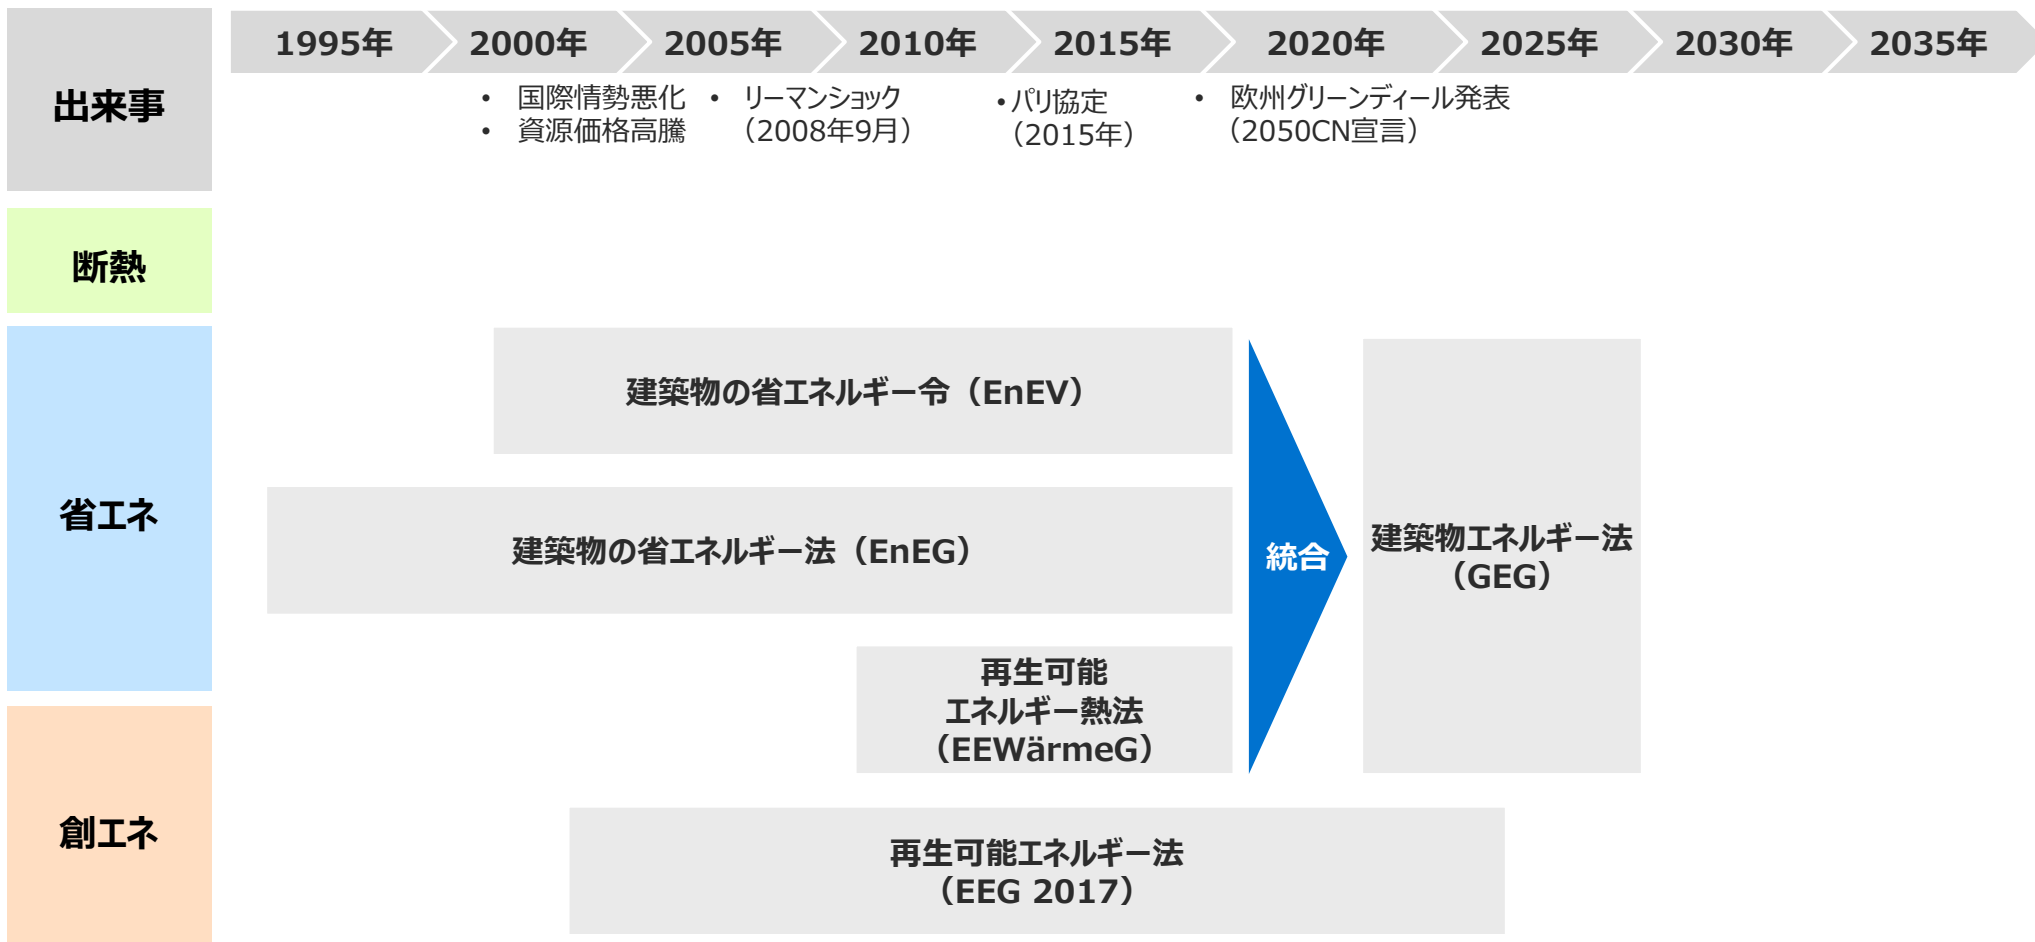 1995年
2000年
2005年
2010年
2015年
2020年
2025年
2030年
2035年
出来事
• 国際情勢悪化
• 資源価格高騰
• リーマンショック
（2008年9月）
• パリ協定
（2015年）
• 欧州グリーンディール発表
（2050CN宣言）
断熱
省エネ
建築物の省エネルギー令（EnEV）
建築物の省エネルギー法（EnEG）
再生可能
エネルギー熱法
（EEWärmeG）
統合
建築物エネルギー法
（GEG）
創エネ
再生可能エネルギー法
（EEG 2017）